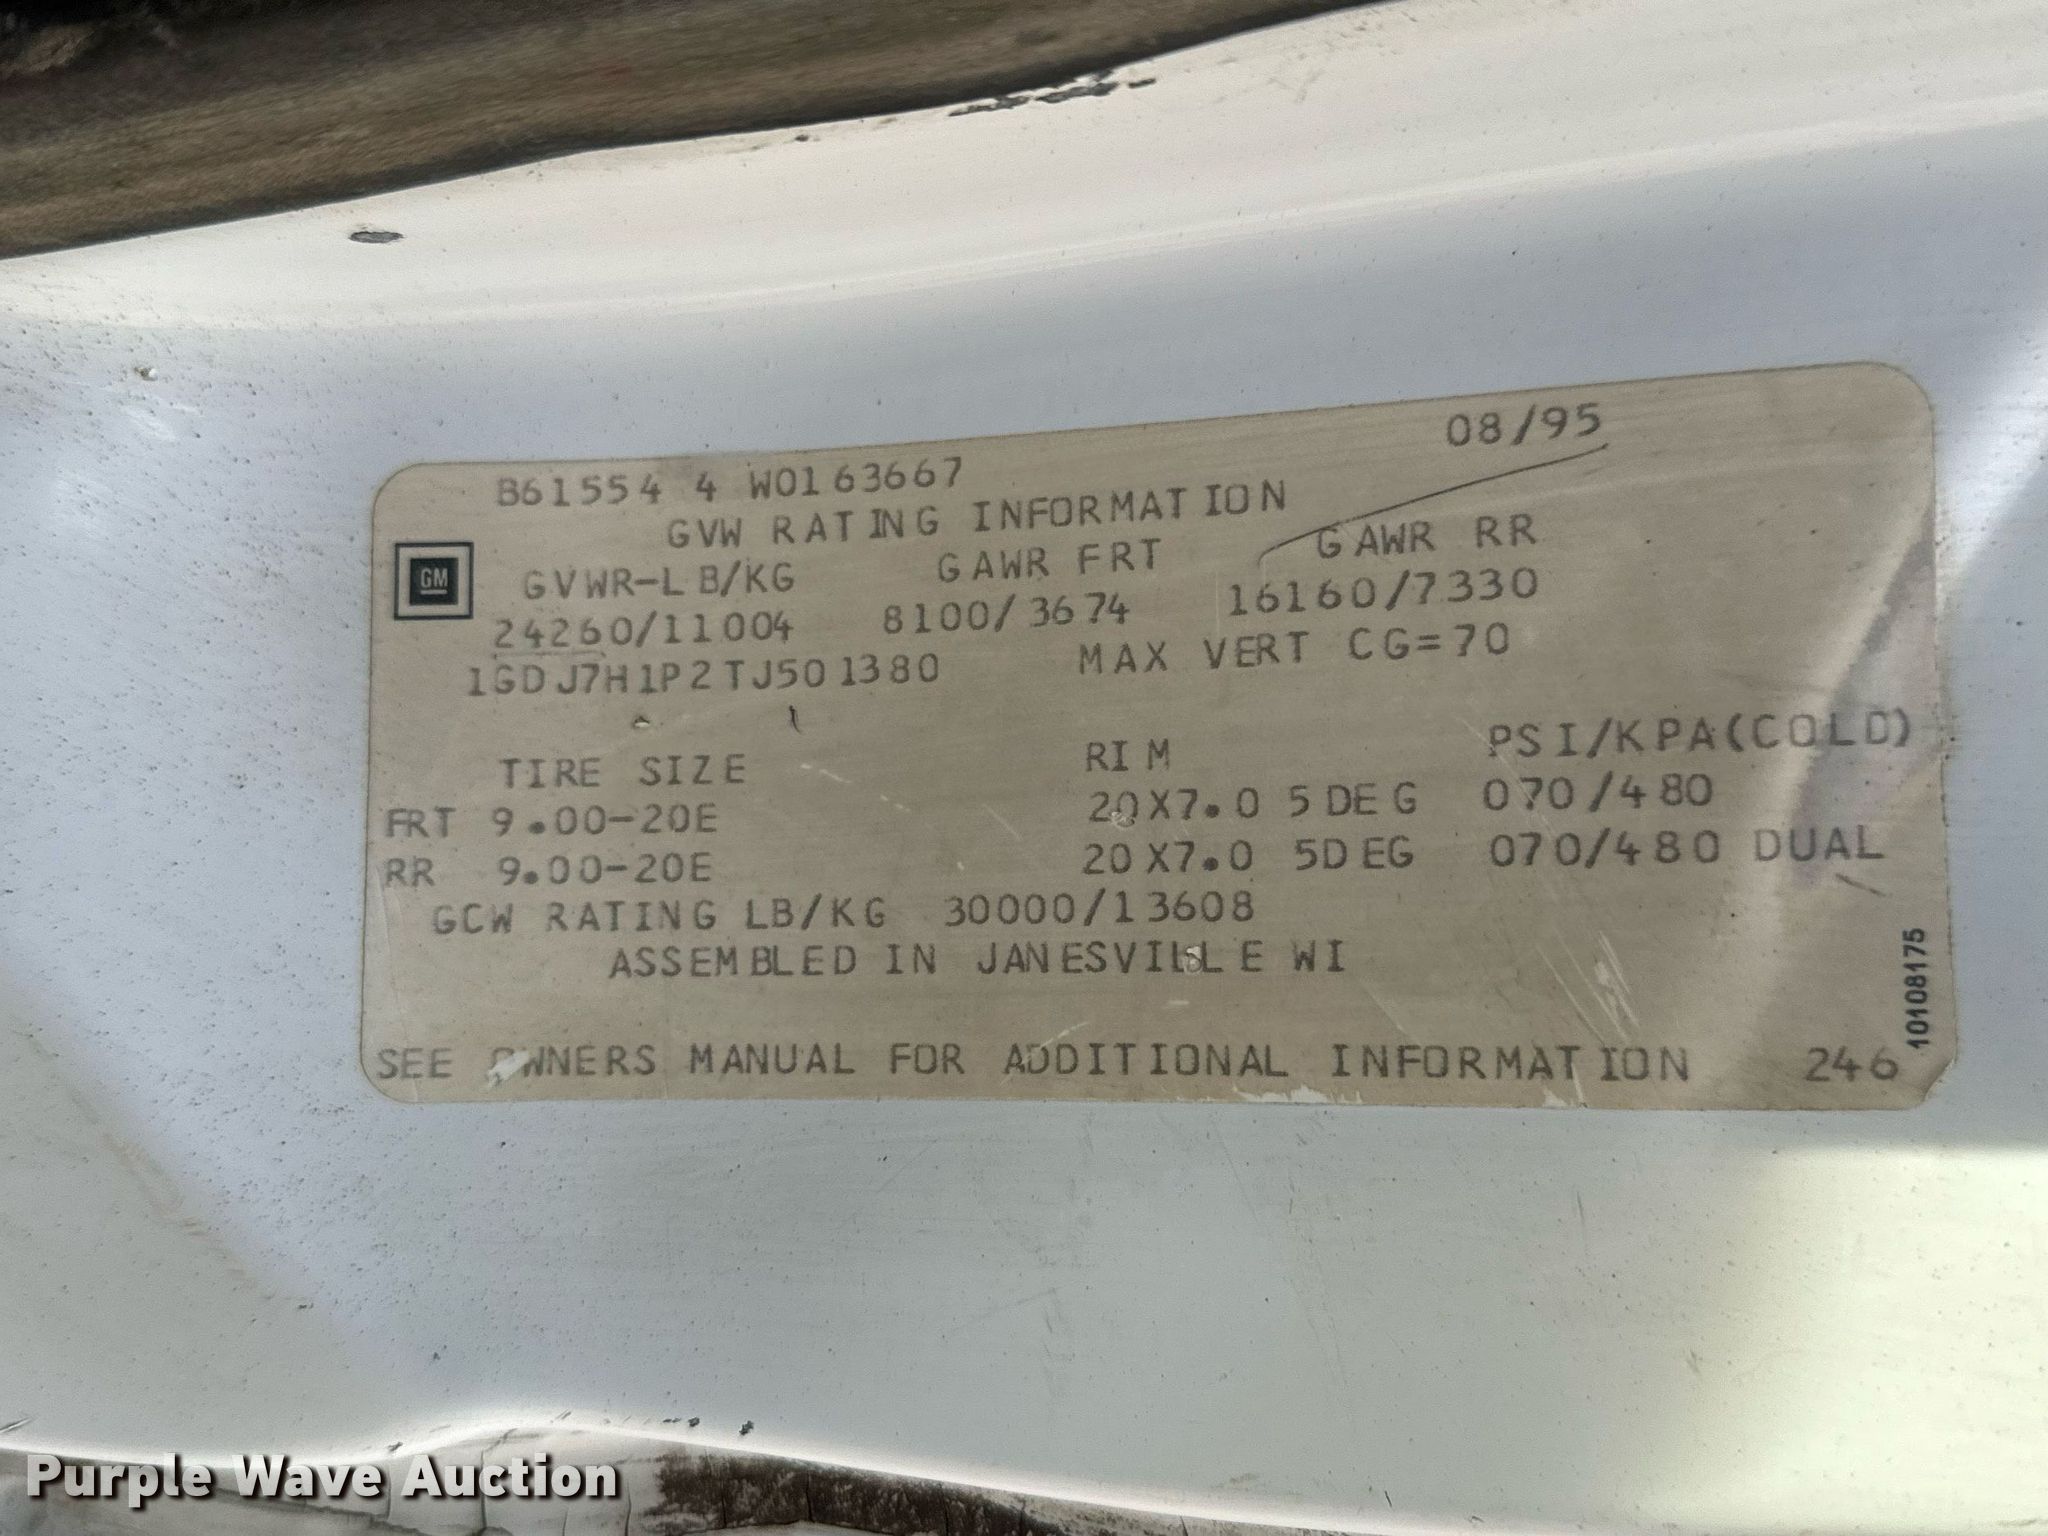 B61554 4 W0163667 08/95
GVW RATING INFORMATION
GM
GVWR-LB/KG GAWR FRT GAWR RR
24260/11004 8100/3674 16160/7330
1GDJ7H1P2TJ501380 MAX VERT CG=70
TIRE SIZE RIM PSI/KPA(COLD)
FRT 9.00-20E 20X7.0 5DEG 070/480
RR 9.00-20E 20X7.0 5DEG 070/480 DUAL
GCW RATING LB/KG 30000/13608
ASSEMBLED IN JANESVILLE WI
SEE OWNERS MANUAL FOR ADDITIONAL INFORMATION 246
10108175
Purple Wave Auction